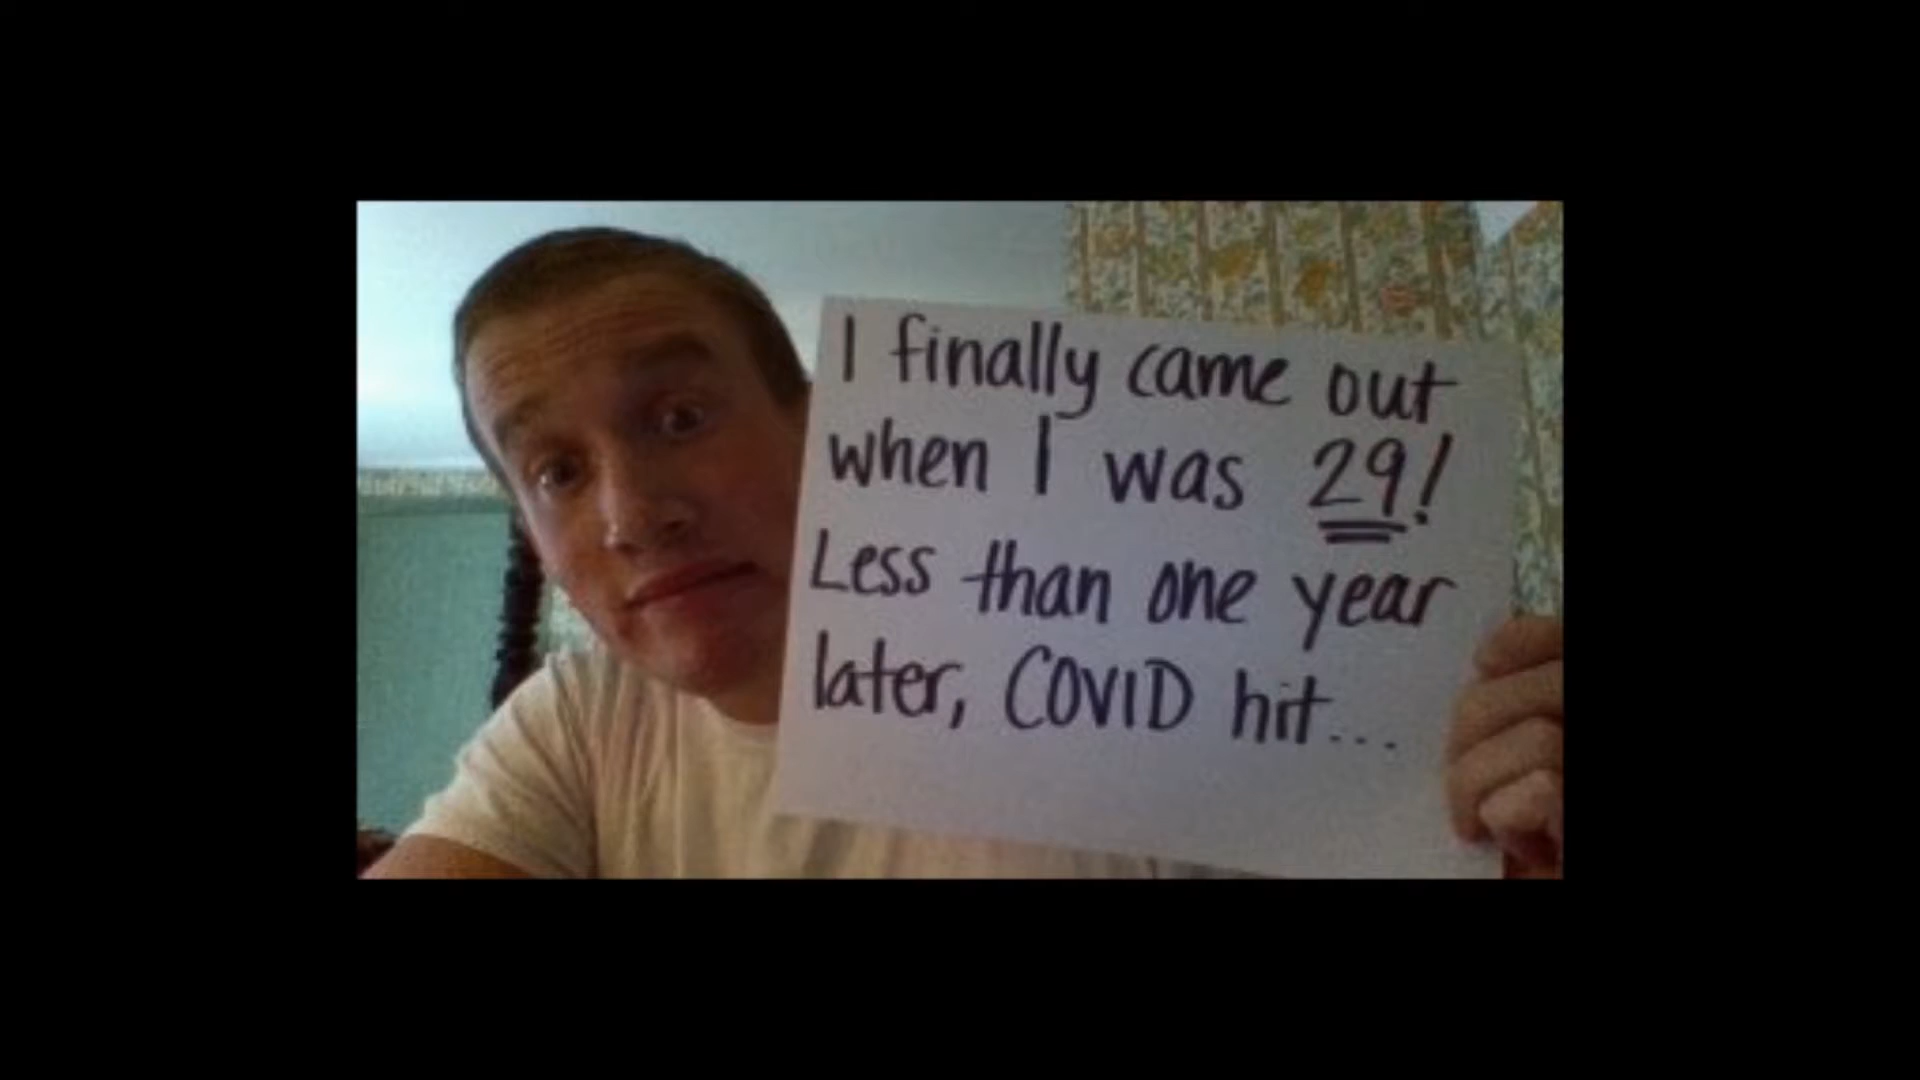 I finally came out
when I was 29!
Less than one year
later, COVID hit...